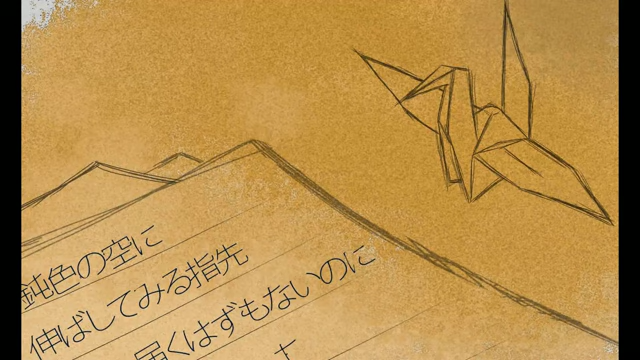 鈍色の空に
伸ばしてみる指先
届くはずもないのに